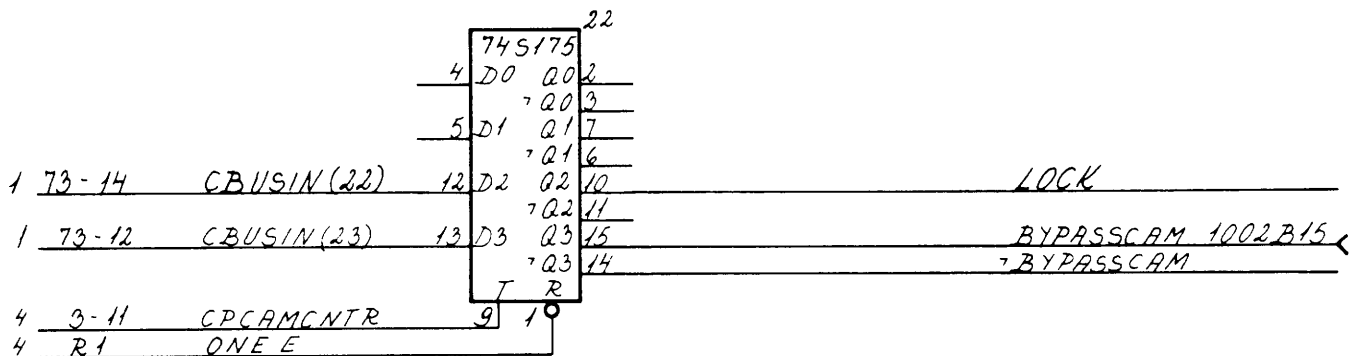 22
74S175
4 D0 Q0 2
¬Q0 3
5 D1 Q1 7
¬Q1 6
1 73-14 CBUSIN(22) 12 D2 Q2 10 LOCK
¬Q2 11
1 73-12 CBUSIN(23) 13 D3 Q3 15 BYPASSCAM 1002B15
¬Q3 14 ¬BYPASSCAM
T R
4 3-11 CPCAMCNTR 9 1
4 R1 ONE E